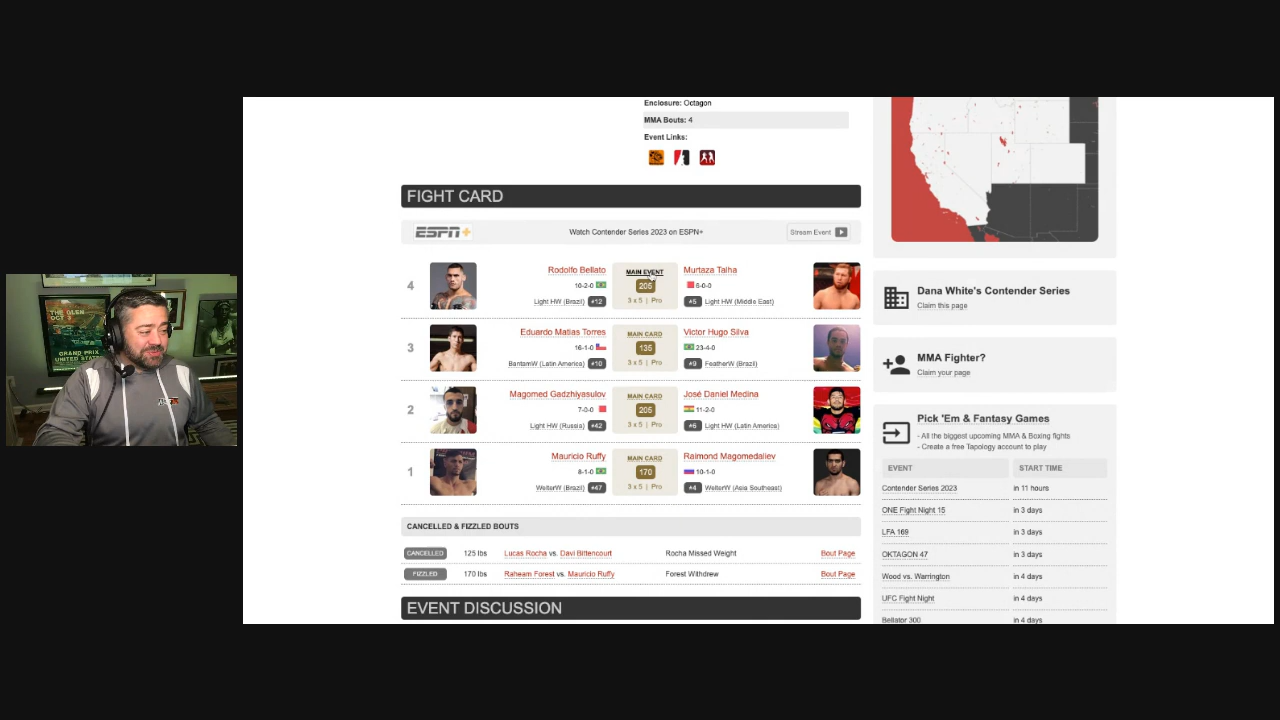 THE GLEN
OCT 7
GRAND PRIX
UNITED STATES
Enclosure: Octagon
MMA Bouts: 4
Event Links:
FIGHT CARD
ESPN+
Watch Contender Series 2023 on ESPN+
Stream Event
4
Rodolfo Bellato
10-2-0
Light HW (Brazil) #12
MAIN EVENT
205
3 x 5 | Pro
Murtaza Talha
6-0-0
#5 Light HW (Middle East)
3
Eduardo Matias Torres
16-1-0
BantamW (Latin America) #10
MAIN CARD
135
3 x 5 | Pro
Victor Hugo Silva
23-4-0
#9 FeatherW (Brazil)
2
Magomed Gadzhiyasulov
7-0-0
Light HW (Russia) #42
MAIN CARD
205
3 x 5 | Pro
José Daniel Medina
11-2-0
#6 Light HW (Latin America)
1
Mauricio Ruffy
8-1-0
WelterW (Brazil) #47
MAIN CARD
170
3 x 5 | Pro
Raimond Magomedaliev
10-1-0
#4 WelterW (Asia Southeast)
CANCELLED & FIZZLED BOUTS
CANCELLED 125 lbs Lucas Rocha vs. Davi Bittencourt Rocha Missed Weight Bout Page
FIZZLED 170 lbs Raheam Forest vs. Mauricio Ruffy Forest Withdrew Bout Page
EVENT DISCUSSION
Dana White's Contender Series
Claim this page
MMA Fighter?
Claim your page
Pick 'Em & Fantasy Games
- All the biggest upcoming MMA & Boxing fights
- Create a free Tapology account to play
EVENT START TIME
Contender Series 2023 in 11 hours
ONE Fight Night 15 in 3 days
LFA 169 in 3 days
OKTAGON 47 in 3 days
Wood vs. Warrington in 4 days
UFC Fight Night in 4 days
Bellator 300 in 4 days